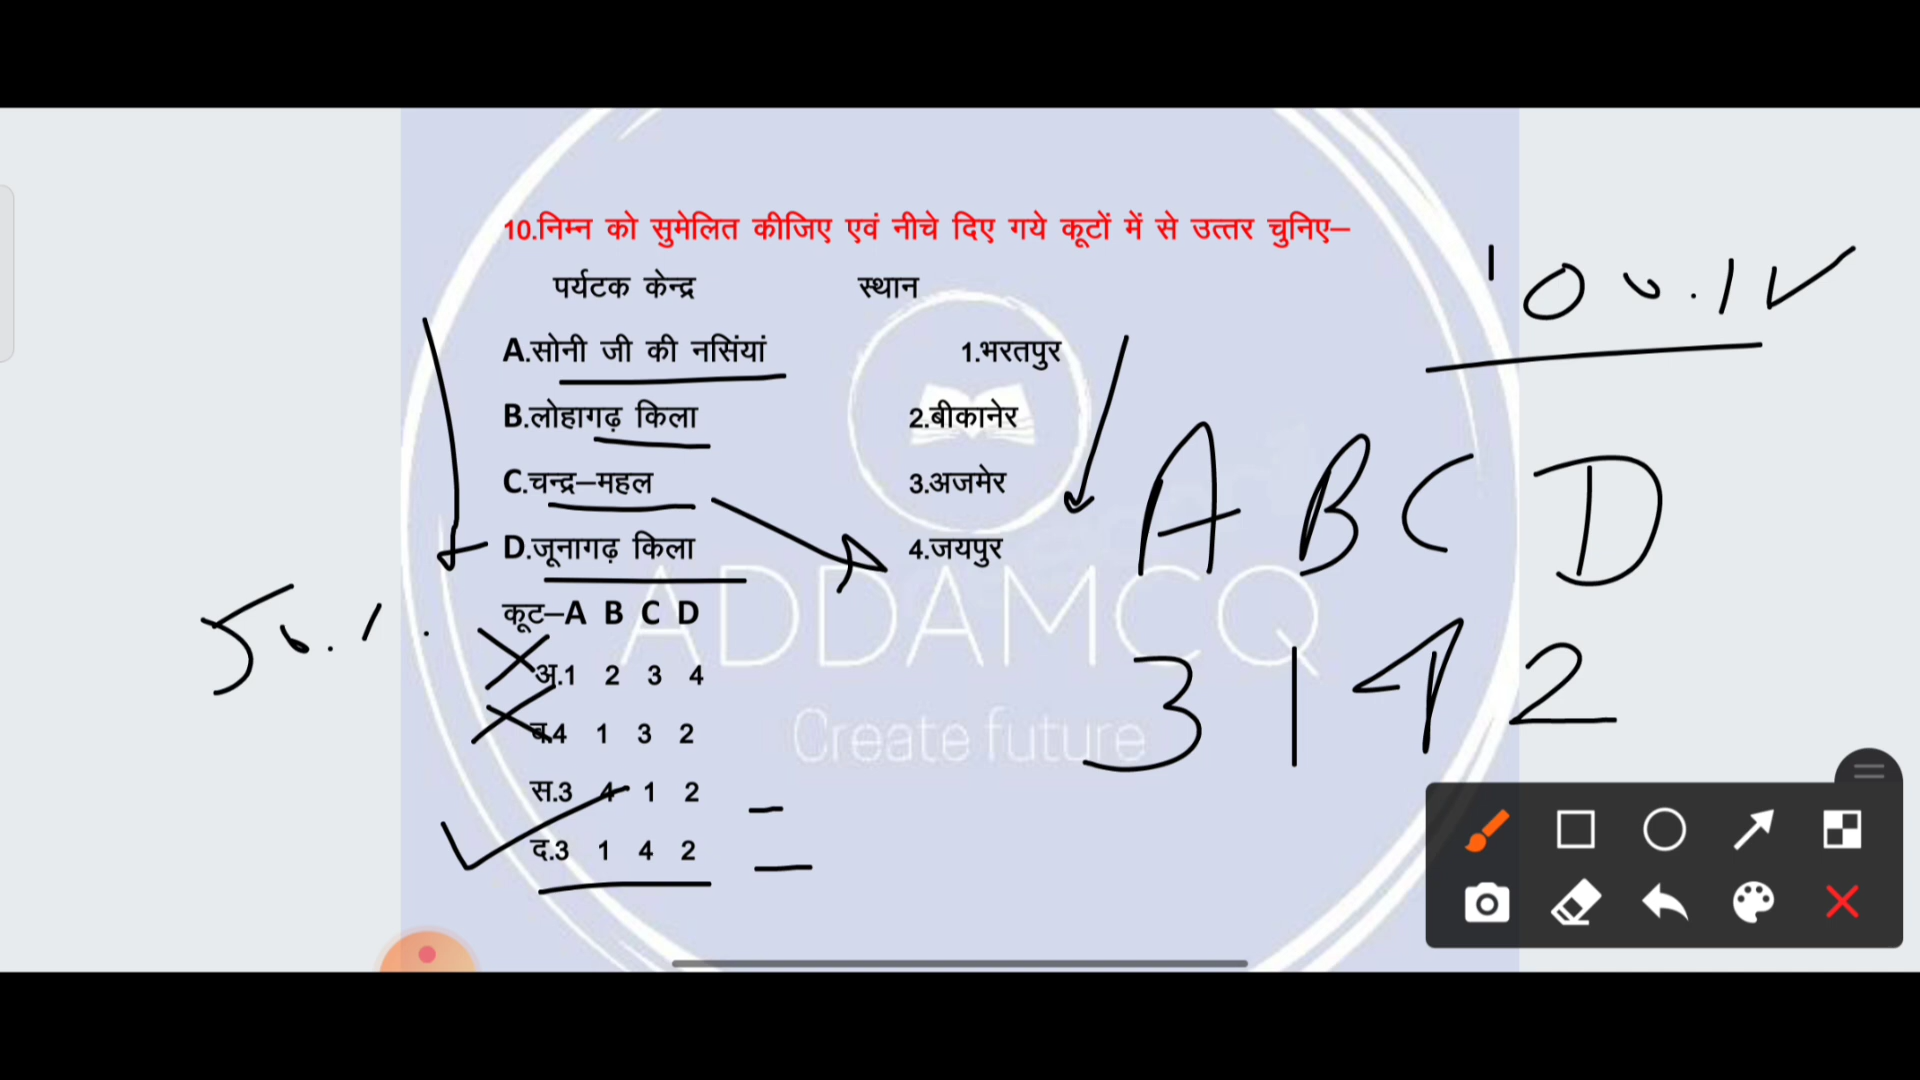 10.निम्न को सुमेलित कीजिए एवं नीचे दिए गये कूटों में से उत्तर चुनिए–
पर्यटक केन्द्र स्थान
A.सोनी जी की नसिंयां 1.भरतपुर
B.लोहागढ़ किला 2.बीकानेर
C.चन्द्र–महल 3.अजमेर
D.जूनागढ़ किला 4.जयपुर
कूट–A B C D
अ.1 2 3 4
ब.4 1 3 2
स.3 4 1 2
द.3 1 4 2
A B C D
3 1 4 2
ADDAMCQ
Create future